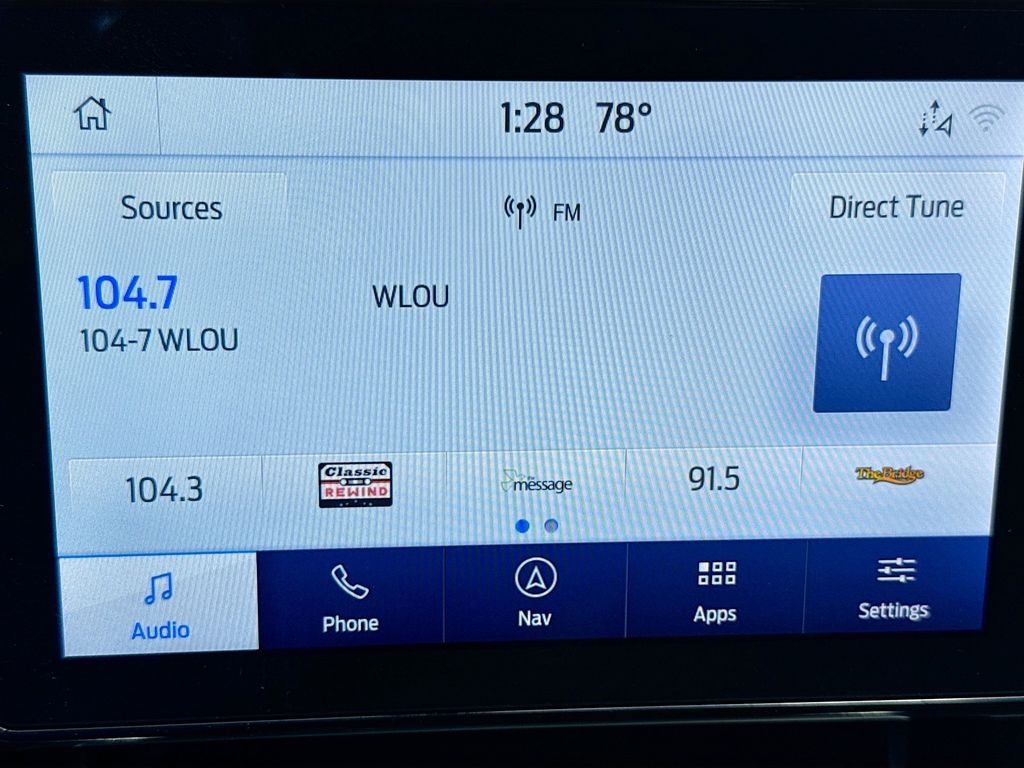 1:28 78°
Sources
FM
Direct Tune
104.7
WLOU
104-7 WLOU
104.3
Classic
REWIND
message
91.5
The Bridge
Audio
Phone
Nav
Apps
Settings